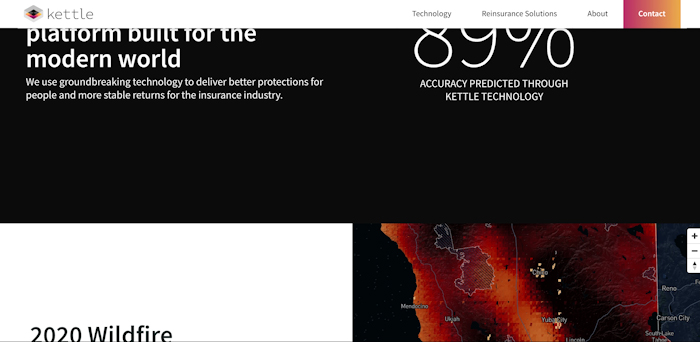 kettle
Technology
Reinsurance Solutions
About
Contact
platform built for the
modern world
We use groundbreaking technology to deliver better protections for
people and more stable returns for the insurance industry.
89%
ACCURACY PREDICTED THROUGH
KETTLE TECHNOLOGY
2020 Wildfire
Mendocino
Ukiah
Chico
Yuba City
Lincoln
Reno
Carson City
South Lake
Tahoe